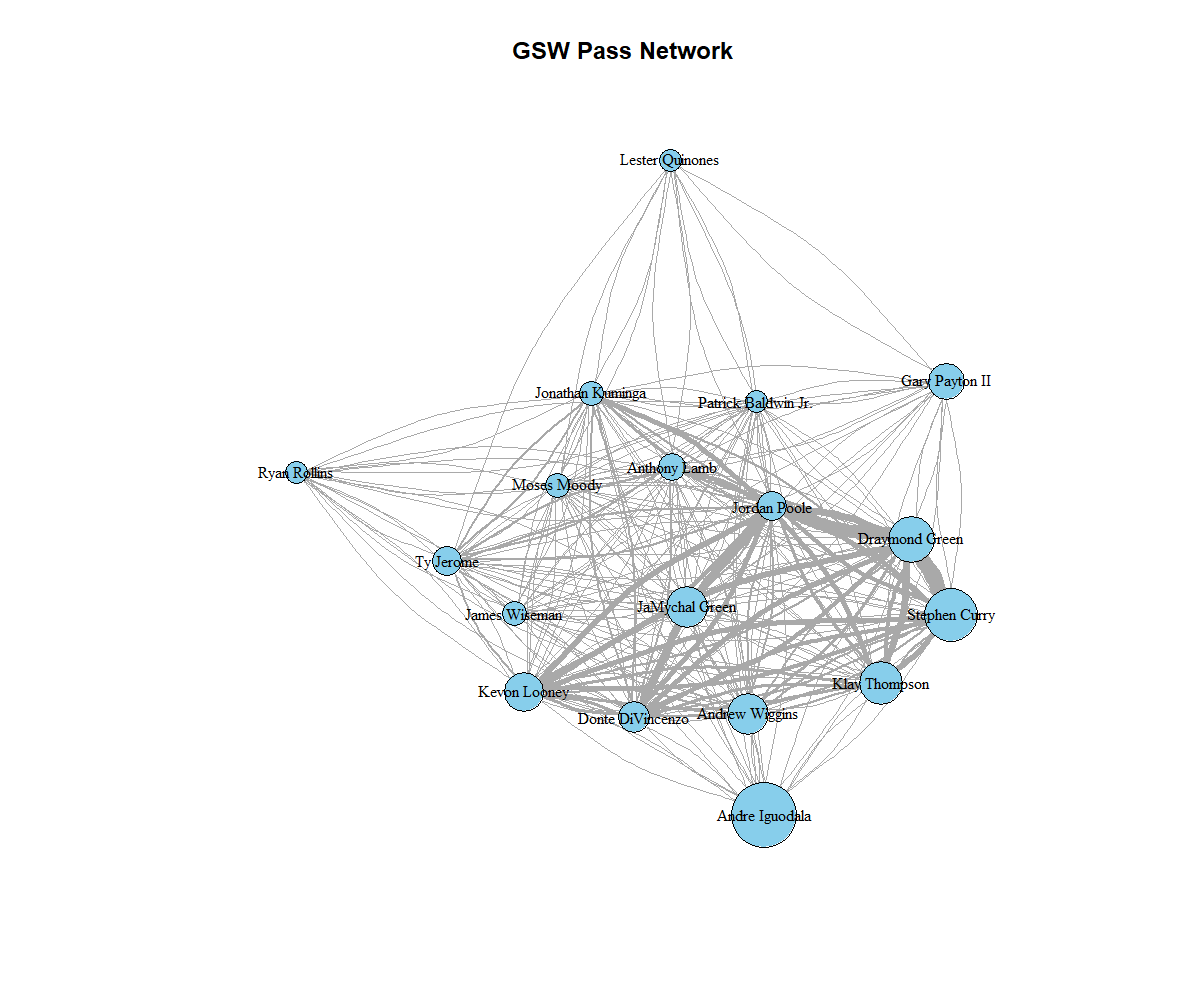 GSW Pass Network
Lester Quinones
Gary Payton II
Jonathan Kuminga
Patrick Baldwin Jr.
Anthony Lamb
Ryan Rollins
Moses Moody
Jordan Poole
Draymond Green
Ty Jerome
JaMychal Green
James Wiseman
Stephen Curry
Klay Thompson
Kevon Looney
Andrew Wiggins
Donte DiVincenzo
Andre Iguodala